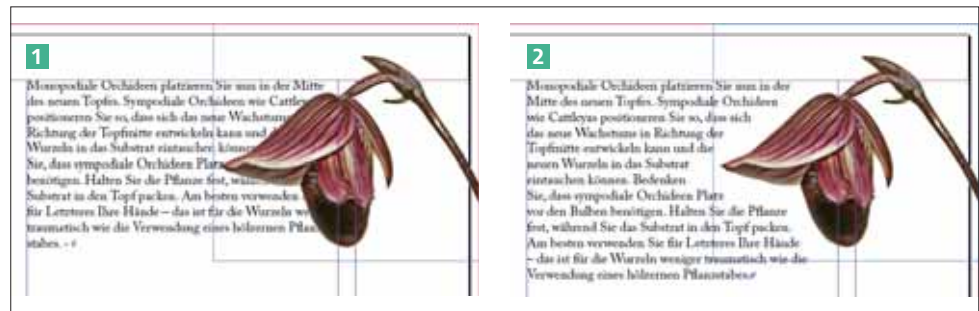 1
Monopodiale Orchideen platzieren Sie nun in der Mitte
des neuen Topfes. Sympodiale Orchideen wie Cattley
positionieren Sie so, dass sich das neue Wachstum
Richtung der Topfmitte entwickeln kann und d
Wurzeln in das Substrat eintauchen können
Sie, dass sympodiale Orchideen Platz
benötigen. Halten Sie die Pflanze fest, wäh
Substrat in den Topf packen. Am besten verwenden
für Letzteres Ihre Hände – das ist für die Wurzeln we
traumatisch wie die Verwendung eines hölzernen Pflan
stabes.
2
Monopodiale Orchideen platzieren Sie nun in der
Mitte des neuen Topfes. Sympodiale Orchideen
wie Cattleyas positionieren Sie so, dass sich
das neue Wachstums in Richtung der
Topfmitte entwickeln kann und die
neuen Wurzeln in das Substrat
eintauchen können. Bedenken
Sie, dass sympodiale Orchideen Platz
vor den Bulben benötigen. Halten Sie die Pflanze
fest, während Sie das Substrat in den Topf packen.
Am besten verwenden Sie für Letzteres Ihre Hände
– das ist für die Wurzeln weniger traumatisch wie die
Verwendung eines hölzernen Pflanzstabes.